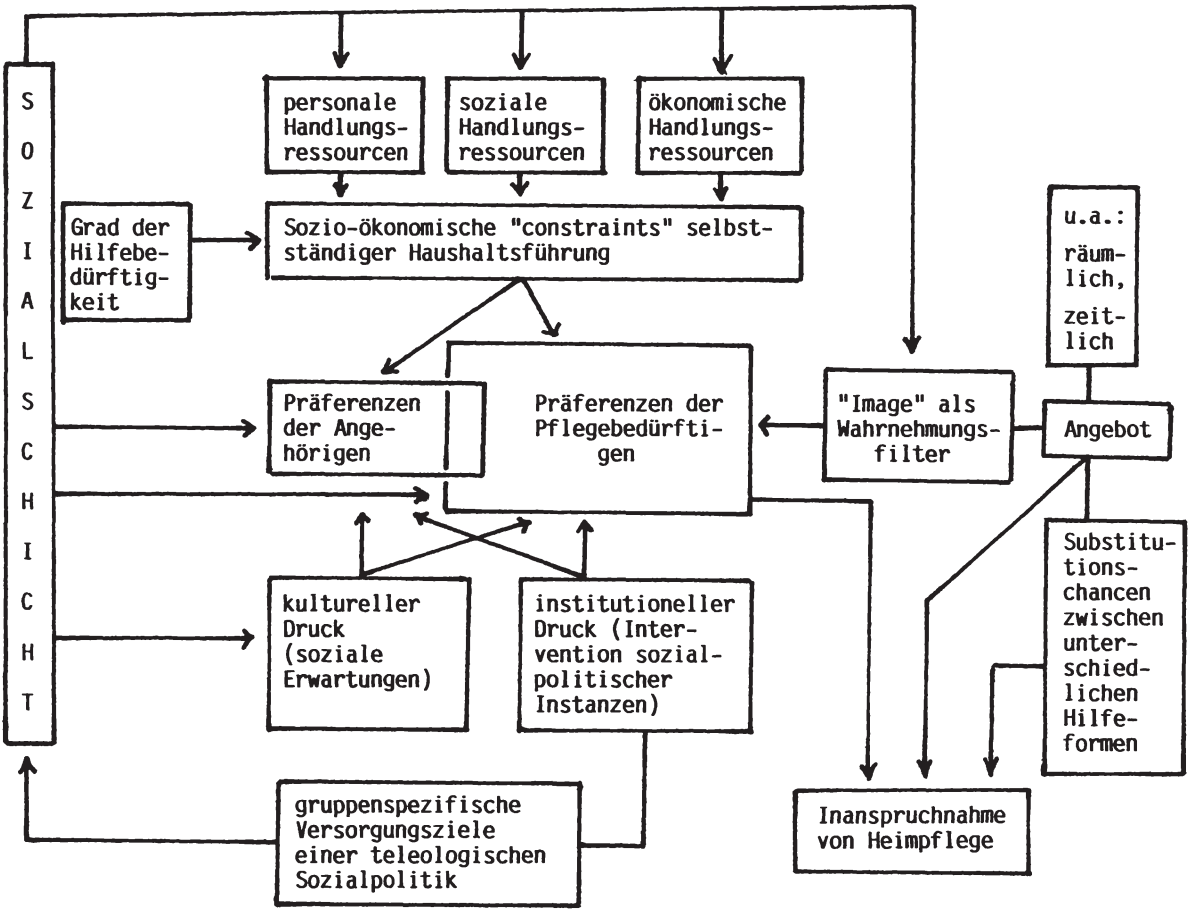 SOZIALSCHICHT
personale
Handlungs-
ressourcen
soziale
Handlungs-
ressourcen
ökonomische
Handlungs-
ressourcen
Grad der
Hilfebe-
dürftig-
keit
Sozio-ökonomische "constraints" selbst-
ständiger Haushaltsführung
u.a.:
räum-
lich,
zeit-
lich
Präferenzen
der Ange-
hörigen
Präferenzen der
Pflegebedürfti-
gen
"Image" als
Wahrnehmungs-
filter
Angebot
kultureller
Druck
(soziale
Erwartungen)
institutioneller
Druck (Inter-
vention sozial-
politischer
Instanzen)
Substitu-
tions-
chancen
zwischen
unter-
schied-
lichen
Hilfe-
formen
gruppenspezifische
Versorgungsziele
einer teleologischen
Sozialpolitik
Inanspruchnahme
von Heimpflege